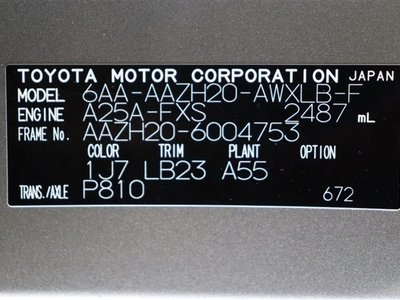 TOYOTA MOTOR CORPORATION JAPAN
MODEL 6AA-AAZH20-AWXLB-F
ENGINE A25A-FXS 2487 mL
FRAME No. AAZH20-6004753
COLOR TRIM PLANT OPTION
1J7 LB23 A55
TRANS./AXLE P810 672